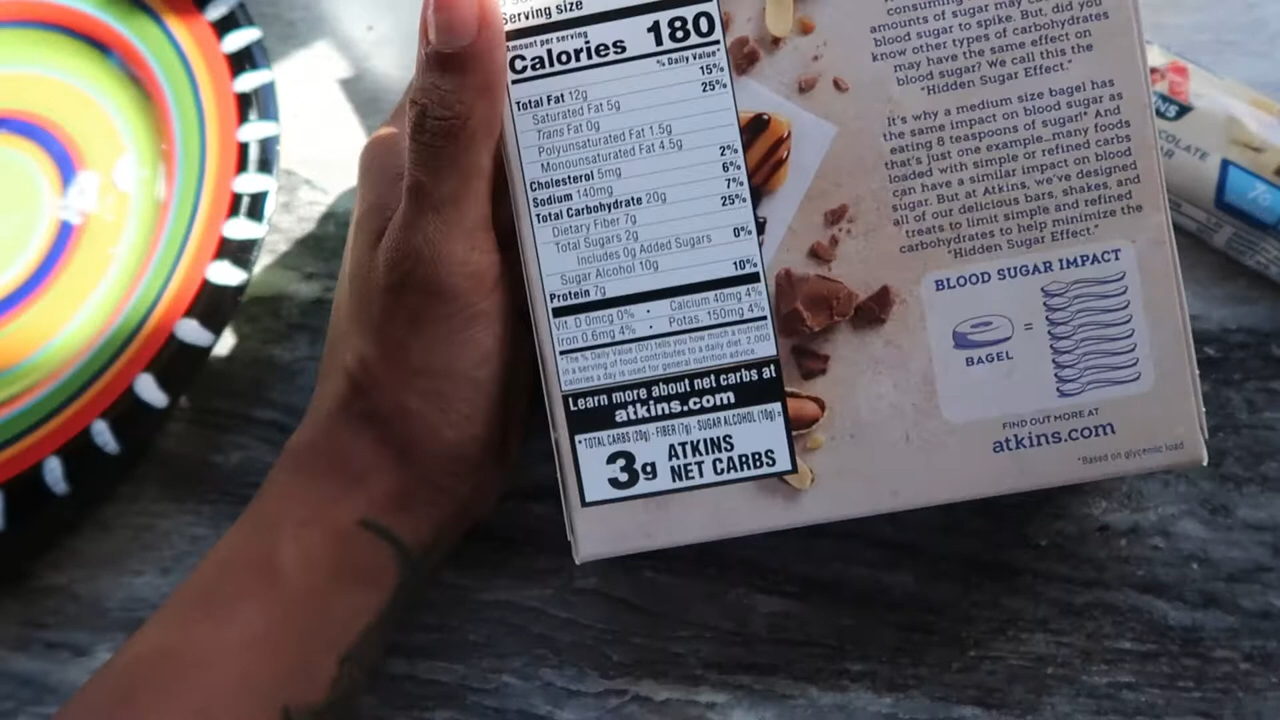 Serving size
Amount per serving
Calories 180
% Daily Value*
Total Fat 12g 15%
Saturated Fat 5g 25%
Trans Fat 0g
Polyunsaturated Fat 1.5g
Monounsaturated Fat 4.5g
Cholesterol 5mg 2%
Sodium 140mg 6%
Total Carbohydrate 20g 7%
Dietary Fiber 7g 25%
Total Sugars 2g
Includes 0g Added Sugars 0%
Sugar Alcohol 10g
Protein 7g 10%
Vit. D 0mcg 0% • Calcium 40mg 4%
Iron 0.6mg 4% • Potas. 150mg 4%
*The % Daily Value (DV) tells you how much a nutrient
in a serving of food contributes to a daily diet. 2,000
calories a day is used for general nutrition advice.
Learn more about net carbs at
atkins.com
* TOTAL CARBS (20g) - FIBER (7g) - SUGAR ALCOHOL (10g) =
3g ATKINS
NET CARBS
consuming
amounts of sugar may
blood sugar to spike. But, did you
know other types of carbohydrates
may have the same effect on
blood sugar? We call this the
"Hidden Sugar Effect."
It's why a medium size bagel has
the same impact on blood sugar as
eating 8 teaspoons of sugar!* And
that's just one example...many foods
loaded with simple or refined carbs
can have a similar impact on blood
sugar. But at Atkins, we've designed
all of our delicious bars, shakes, and
treats to limit simple and refined
carbohydrates to help minimize the
"Hidden Sugar Effect."
BLOOD SUGAR IMPACT
=
BAGEL
FIND OUT MORE AT
atkins.com
*Based on glycemic load